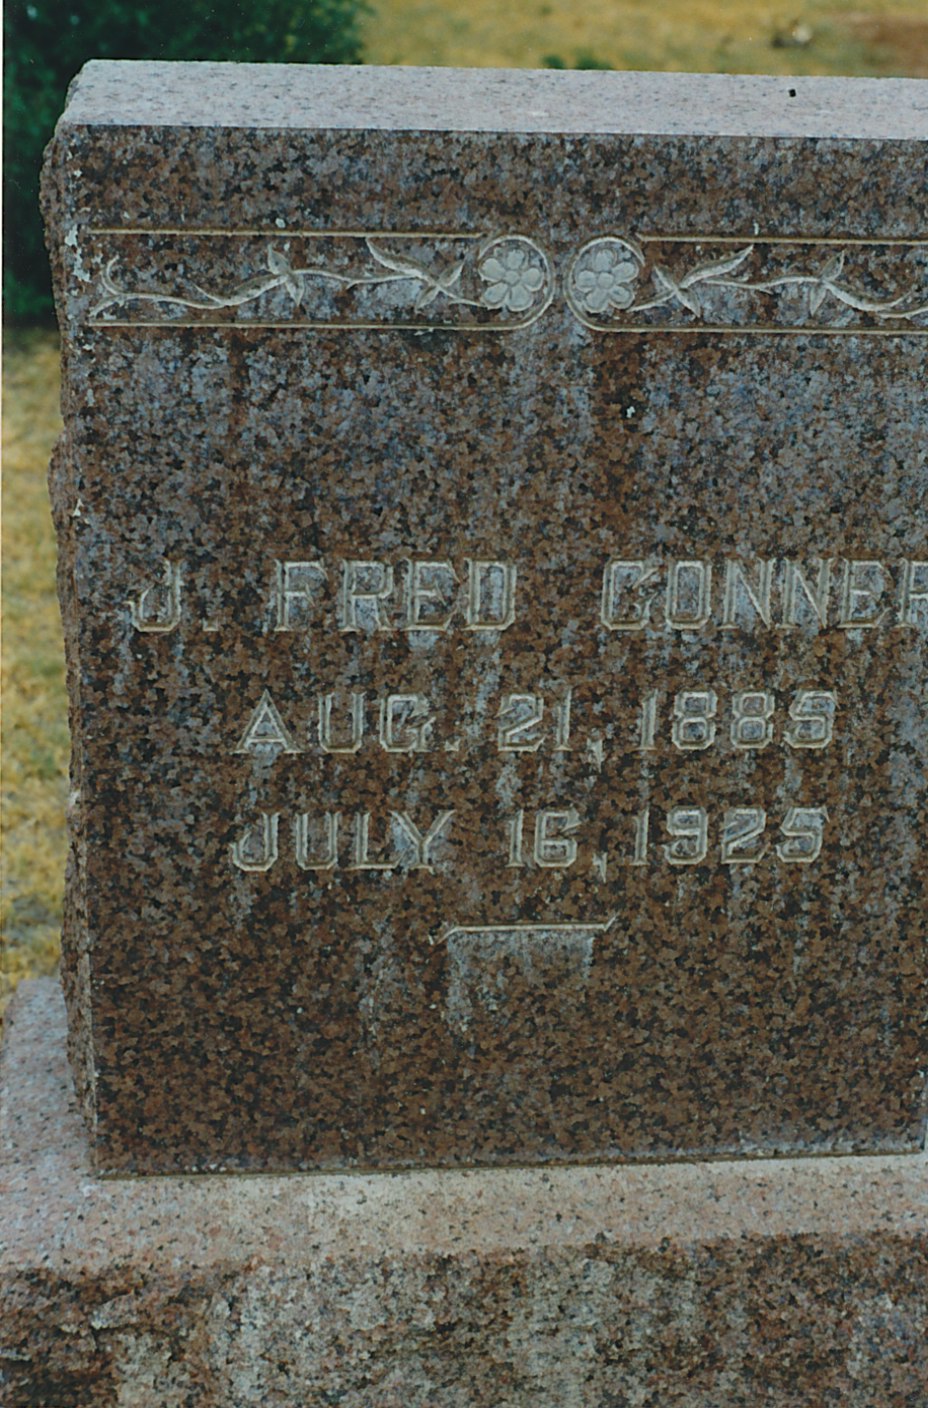 J. FRED CONNER
AUG. 21, 1885
JULY 16, 1925